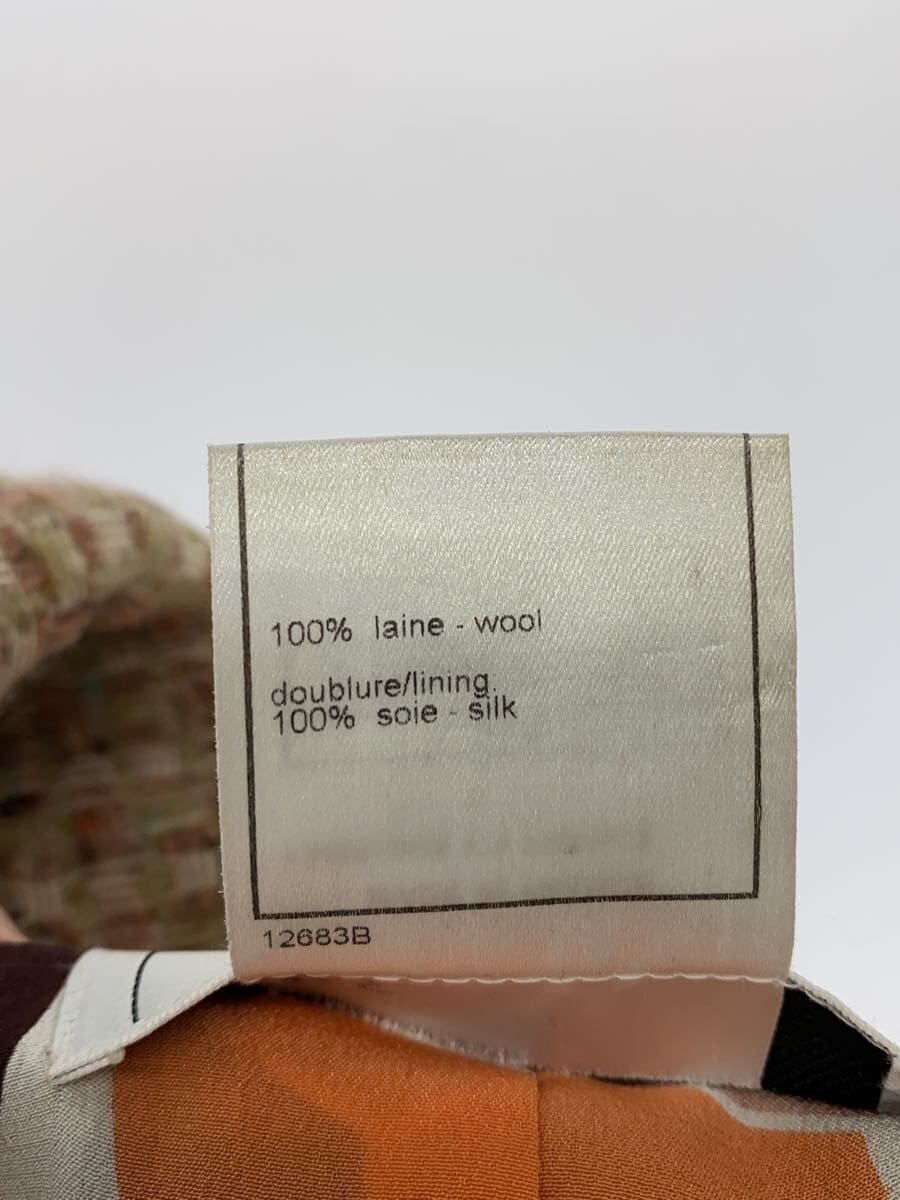 100% laine - wool
doublure/lining.
100% soie - silk
12683B